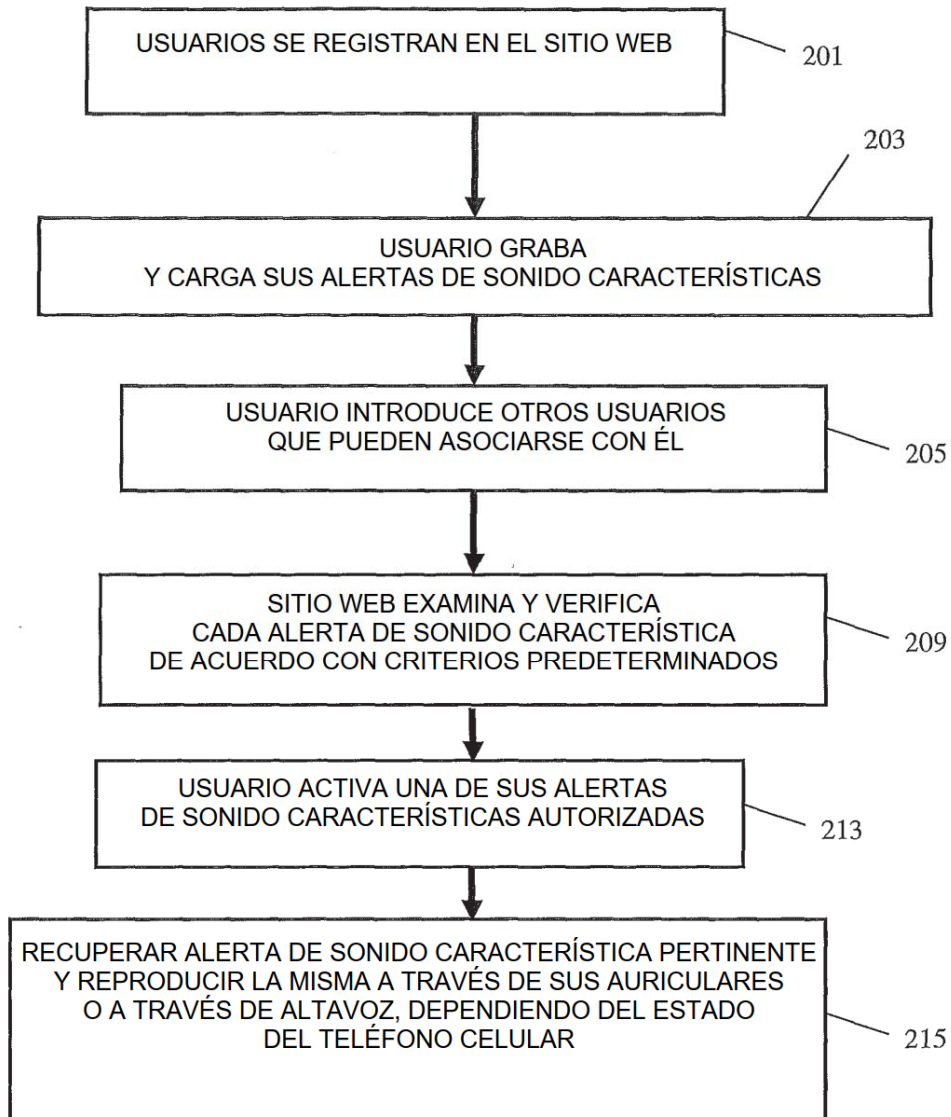 USUARIOS SE REGISTRAN EN EL SITIO WEB
201
203
USUARIO GRABA
Y CARGA SUS ALERTAS DE SONIDO CARACTERÍSTICAS
USUARIO INTRODUCE OTROS USUARIOS
QUE PUEDEN ASOCIARSE CON ÉL
205
SITIO WEB EXAMINA Y VERIFICA
CADA ALERTA DE SONIDO CARACTERÍSTICA
DE ACUERDO CON CRITERIOS PREDETERMINADOS
209
USUARIO ACTIVA UNA DE SUS ALERTAS
DE SONIDO CARACTERÍSTICAS AUTORIZADAS
213
RECUPERAR ALERTA DE SONIDO CARACTERÍSTICA PERTINENTE
Y REPRODUCIR LA MISMA A TRAVÉS DE SUS AURICULARES
O A TRAVÉS DE ALTAVOZ, DEPENDIENDO DEL ESTADO
DEL TELÉFONO CELULAR
215